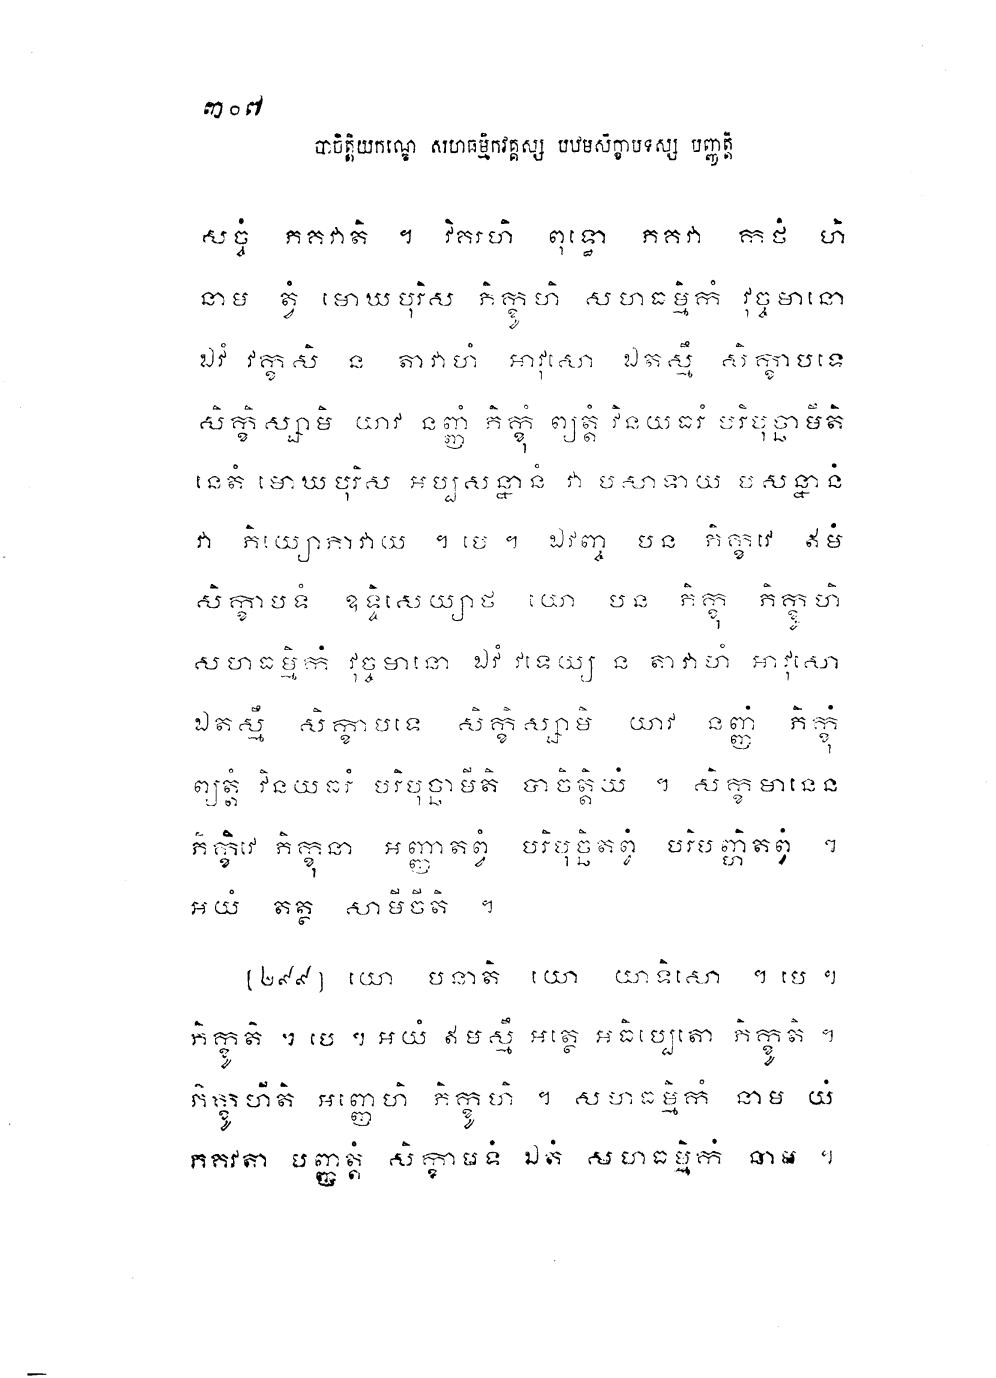 ៣០៧
បាចិត្តិយកណ្ឌេ សហធម្មិកវគ្គស្ស បឋមសិក្ខាបទស្ស បញ្ញត្តិ
សច្ចំ ភគវាតិ ។ វិគរហិ ពុទ្ធោ ភគវា កថំ ហិ
នាម ត្វំ មោឃបុរិស ភិក្ខូហិ សហធម្មិកំ វុច្ចមានោ
ឯវំ វក្ខសិ ន តាវាហំ អាវុសោ ឯតស្មឹ សិក្ខាបទេ
សិក្ខិស្សាមិ យាវ នញ្ញំ ភិក្ខុំ ព្យត្តំ វិនយធរំ បរិបុច្ឆាមីតិ
នេតំ មោឃបុរិស អប្បសន្នានំ វា បសាទាយ បសន្នានំ
វា ភិយ្យោភាវាយ ។ បេ ។ ឯវញ្ច បន ភិក្ខវេ ឥមំ
សិក្ខាបទំ ឧទ្ទិសេយ្យាថ យោ បន ភិក្ខុ ភិក្ខូហិ
សហធម្មិកំ វុច្ចមានោ ឯវំ វទេយ្យ ន តាវាហំ អាវុសោ
ឯតស្មឹ សិក្ខាបទេ សិក្ខិស្សាមិ យាវ នញ្ញំ ភិក្ខុំ
ព្យត្តំ វិនយធរំ បរិបុច្ឆាមីតិ បាចិត្តិយំ ។ សិក្ខមានេន
ភិក្ខវេ ភិក្ខុនា អញ្ញាតព្វំ បរិបុច្ឆិតព្វំ បរិបញ្ហិតព្វំ ។
អយំ តត្ថ សាមីចីតិ ។
[២៩៩] យោ បនាតិ យោ យាទិសោ ។ បេ ។
ភិក្ខូតិ ។ បេ ។ អយំ ឥមស្មឹ អត្ថេ អធិប្បេតោ ភិក្ខូតិ ។
ភិក្ខូហីតិ អញ្ញេហិ ភិក្ខូហិ ។ សហធម្មិកំ នាម យំ
ភគវតា បញ្ញត្តំ សិក្ខាបទំ ឯតំ សហធម្មិកំ នាម ។